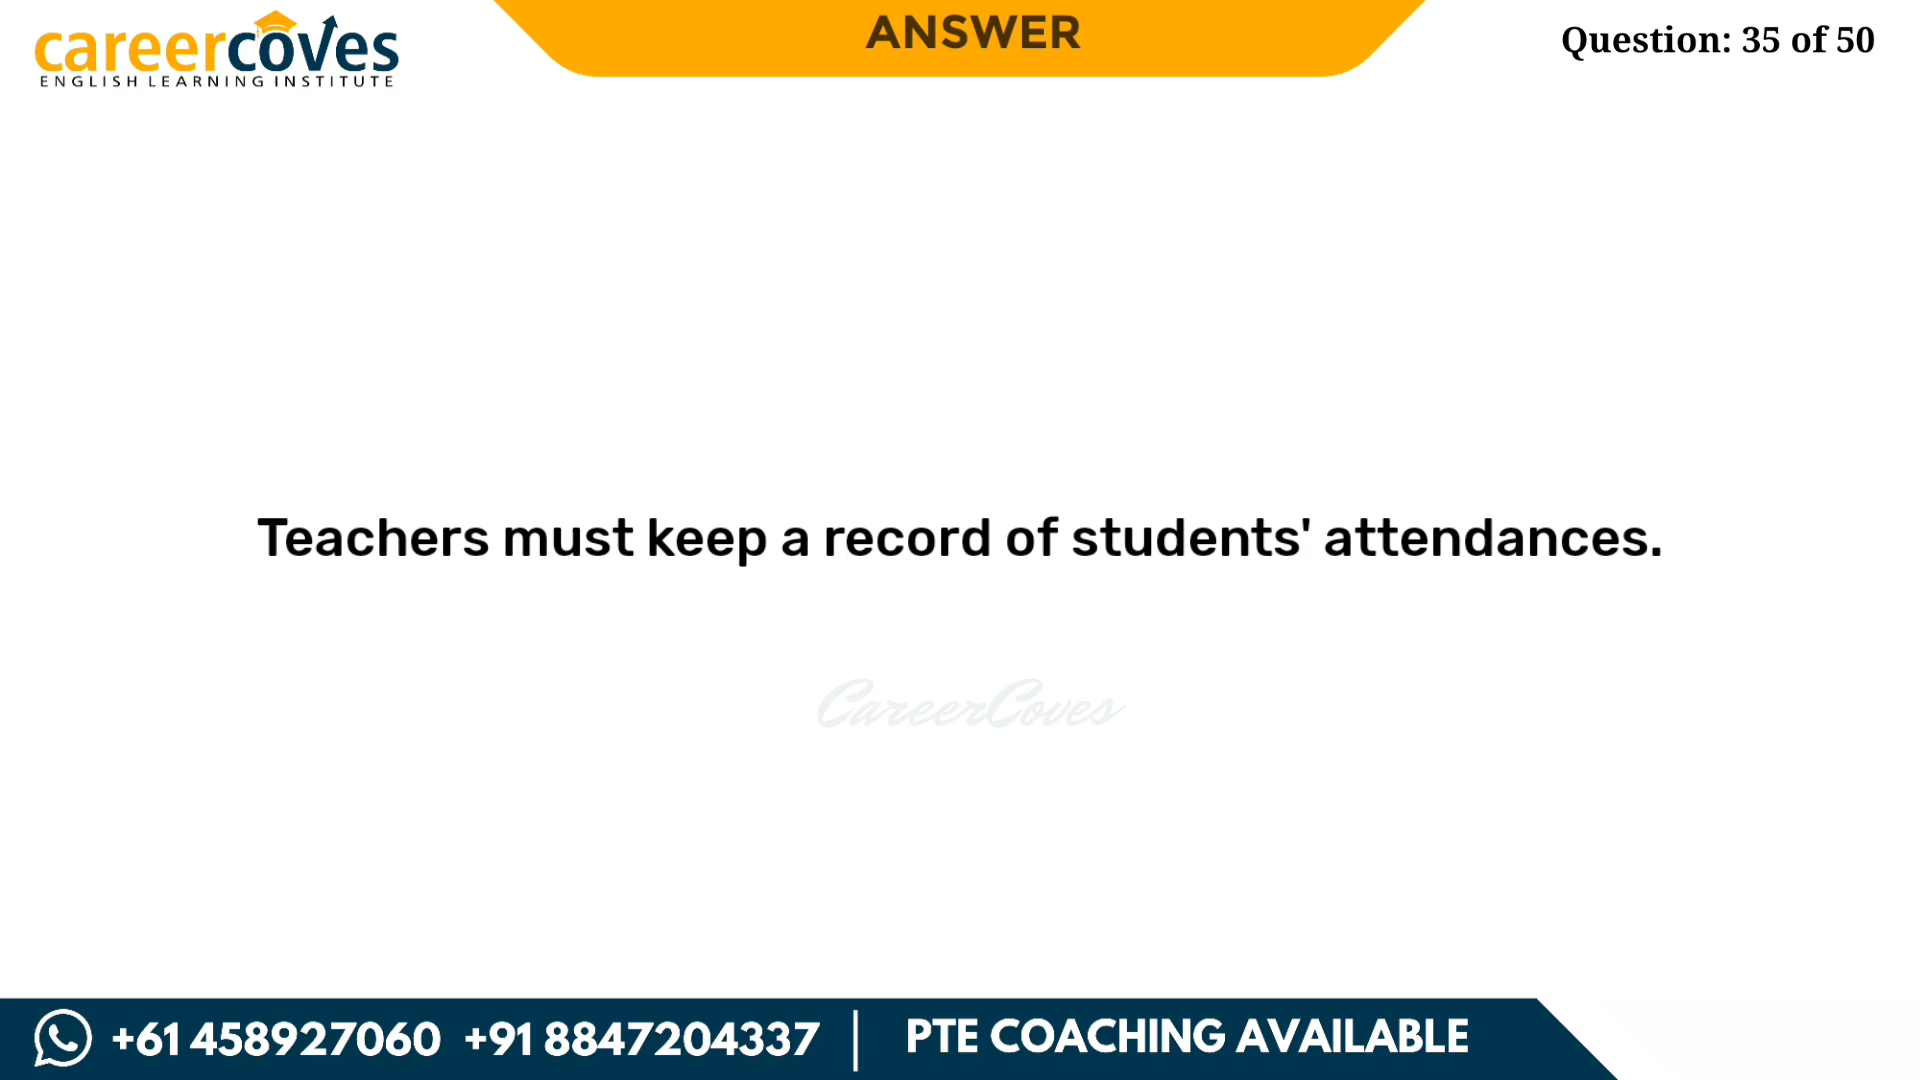 careercoves
ENGLISH LEARNING INSTITUTE
ANSWER
Question: 35 of 50
Teachers must keep a record of students' attendances.
CareerCoves
+61 458927060 +91 8847204337 | PTE COACHING AVAILABLE